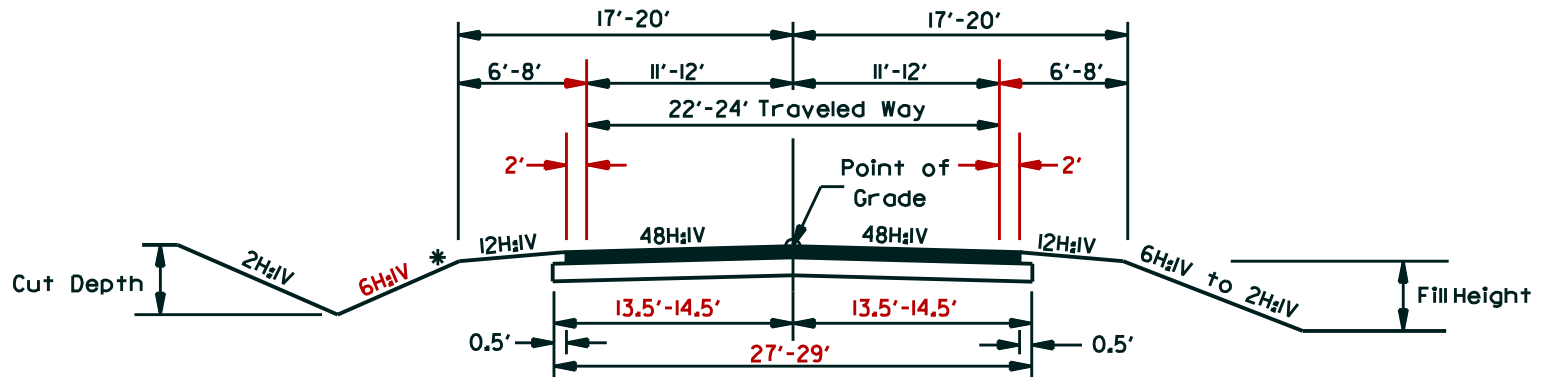 17'-20' 17'-20'
6'-8' 11'-12' 11'-12' 6'-8'
22'-24' Traveled Way
2' Point of 2'
Grade
12H:1V 48H:1V 48H:1V 12H:1V
*
Cut Depth 2H:1V 6H:1V 6H:1V to 2H:1V Fill Height
13.5'-14.5' 13.5'-14.5'
0.5' 27'-29' 0.5'